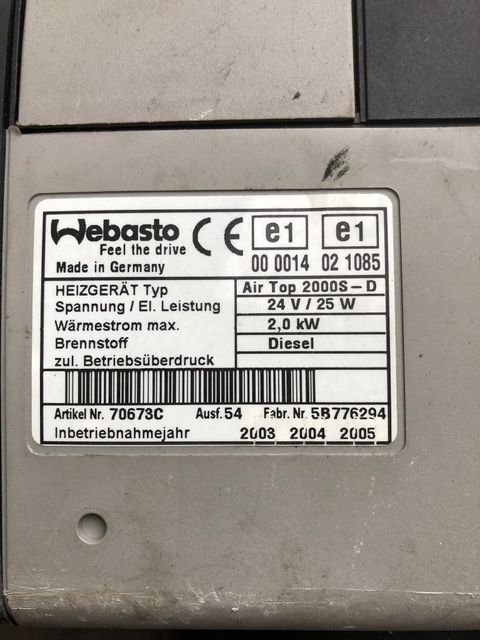 Webasto
Feel the drive
CE e1 e1
Made in Germany 00 0014 02 1085
HEIZGERÄT Typ Air Top 2000S-D
Spannung / El. Leistung 24 V / 25 W
Wärmestrom max. 2,0 kW
Brennstoff Diesel
zul. Betriebsüberdruck
Artikel Nr. 70673C Ausf. 54 Fabr. Nr. 5B776294
Inbetriebnahmejahr 2003 2004 2005